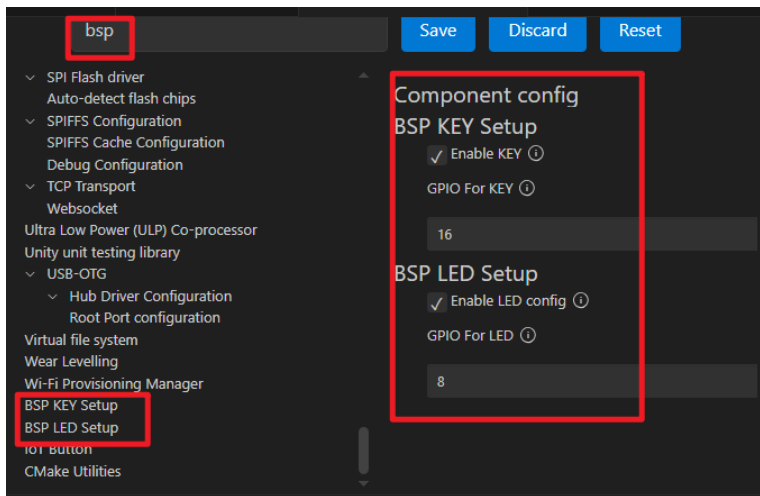 bsp
Save
Discard
Reset
SPI Flash driver
Auto-detect flash chips
SPIFFS Configuration
SPIFFS Cache Configuration
Debug Configuration
TCP Transport
Websocket
Ultra Low Power (ULP) Co-processor
Unity unit testing library
USB-OTG
Hub Driver Configuration
Root Port configuration
Virtual file system
Wear Levelling
Wi-Fi Provisioning Manager
BSP KEY Setup
BSP LED Setup
IoT Button
CMake Utilities
Component config
BSP KEY Setup
Enable KEY
GPIO For KEY
16
BSP LED Setup
Enable LED config
GPIO For LED
8